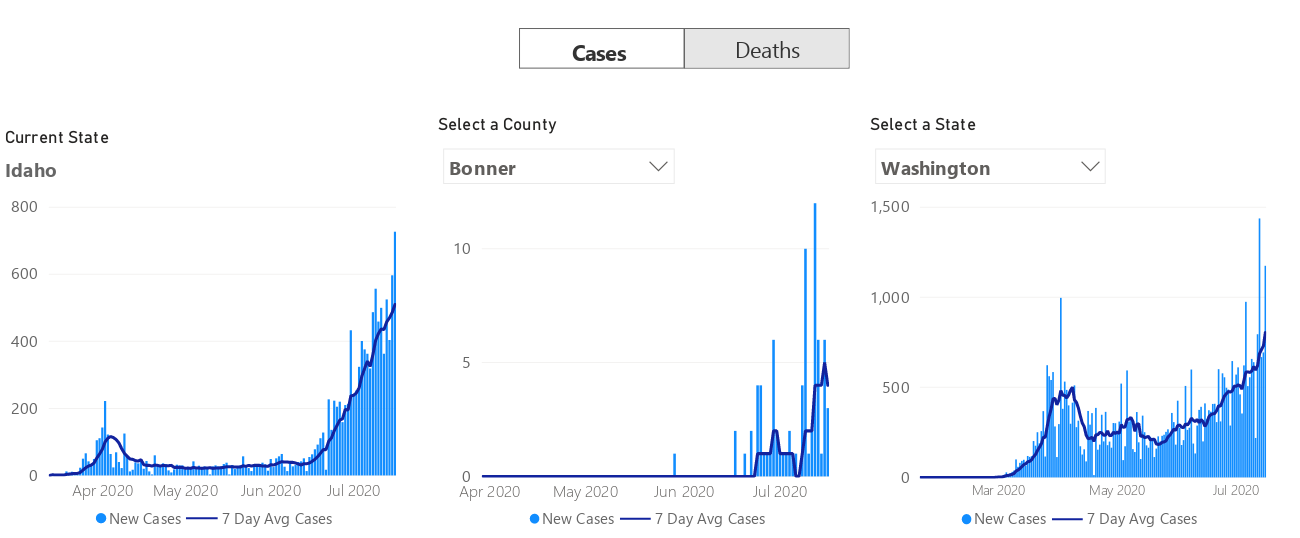 Cases Deaths
Current State
Idaho
800
600
400
200
0
Apr 2020 May 2020 Jun 2020 Jul 2020
New Cases 7 Day Avg Cases
Select a County
Bonner
10
5
0
Apr 2020 May 2020 Jun 2020 Jul 2020
New Cases 7 Day Avg Cases
Select a State
Washington
1,500
1,000
500
0
Mar 2020 May 2020 Jul 2020
New Cases 7 Day Avg Cases